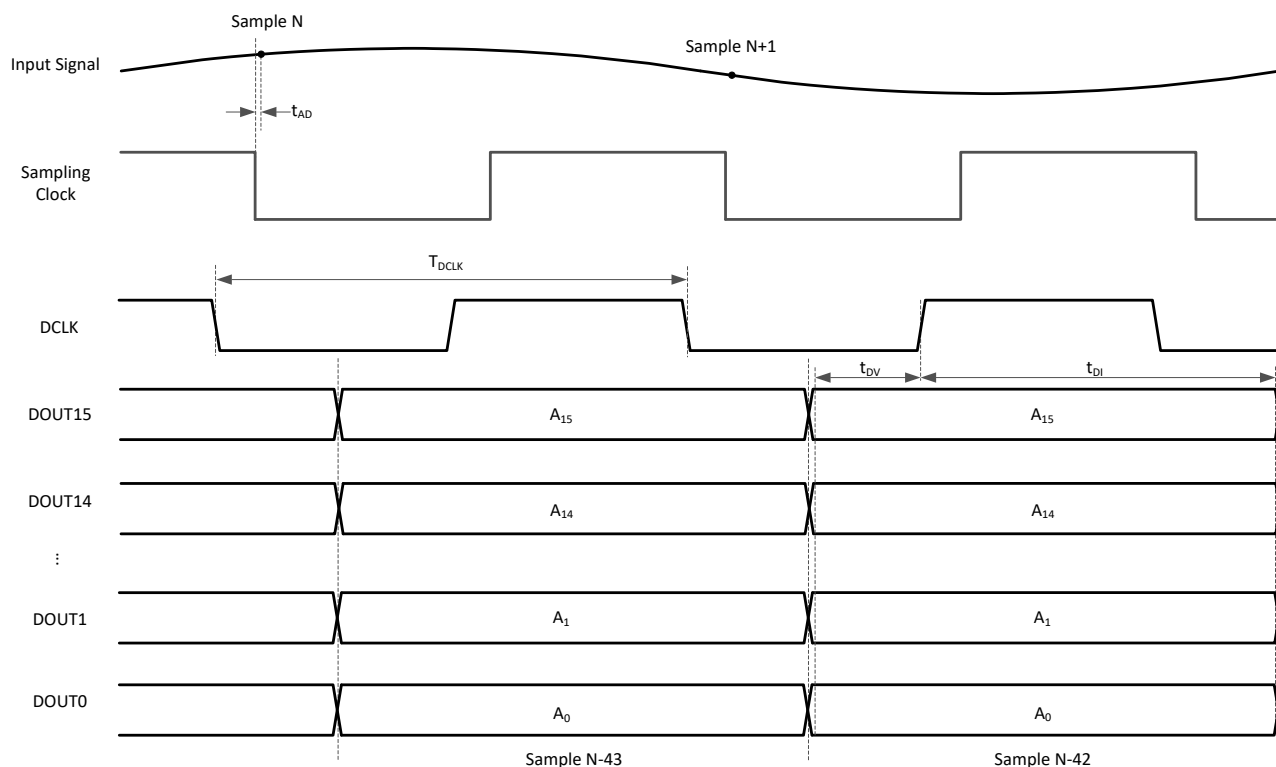 Sample N
Sample N+1
Input Signal
tAD
Sampling
Clock
TDCLK
DCLK
tDV
tDI
DOUT15
A15
A15
DOUT14
A14
A14
...
DOUT1
A1
A1
DOUT0
A0
A0
Sample N-43
Sample N-42